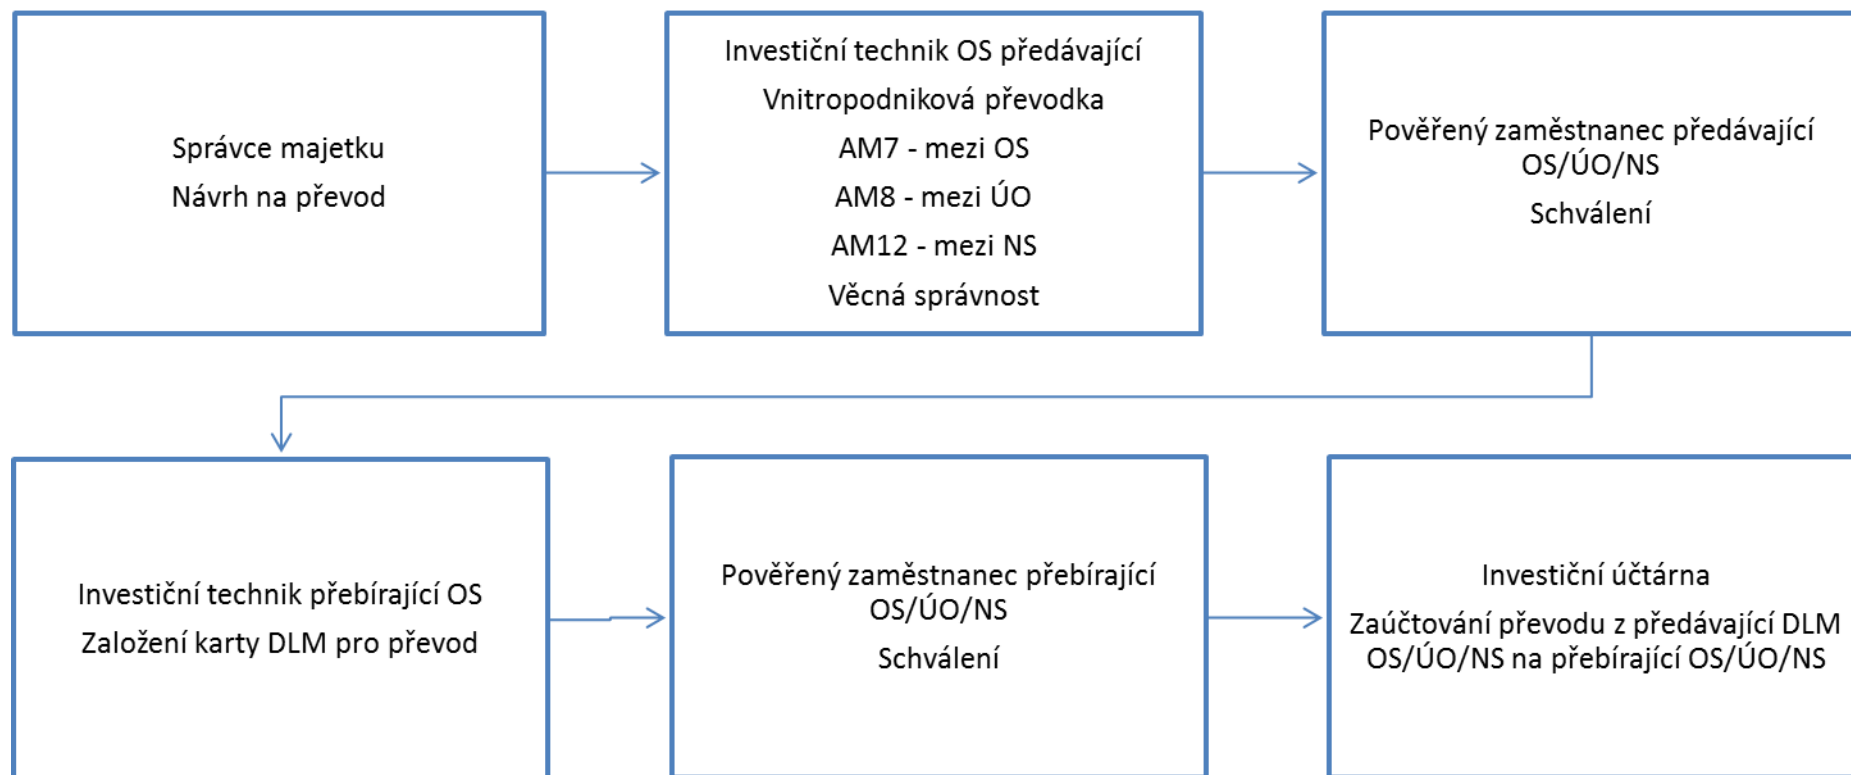 Správce majetku
Návrh na převod
Investiční technik OS předávající
Vnitropodniková převodka
AM7 - mezi OS
AM8 - mezi ÚO
AM12 - mezi NS
Věcná správnost
Pověřený zaměstnanec předávající
OS/ÚO/NS
Schválení
Investiční technik přebírající OS
Založení karty DLM pro převod
Pověřený zaměstnanec přebírající
OS/ÚO/NS
Schválení
Investiční účtárna
Zaúčtování převodu z předávající DLM
OS/ÚO/NS na přebírající OS/ÚO/NS